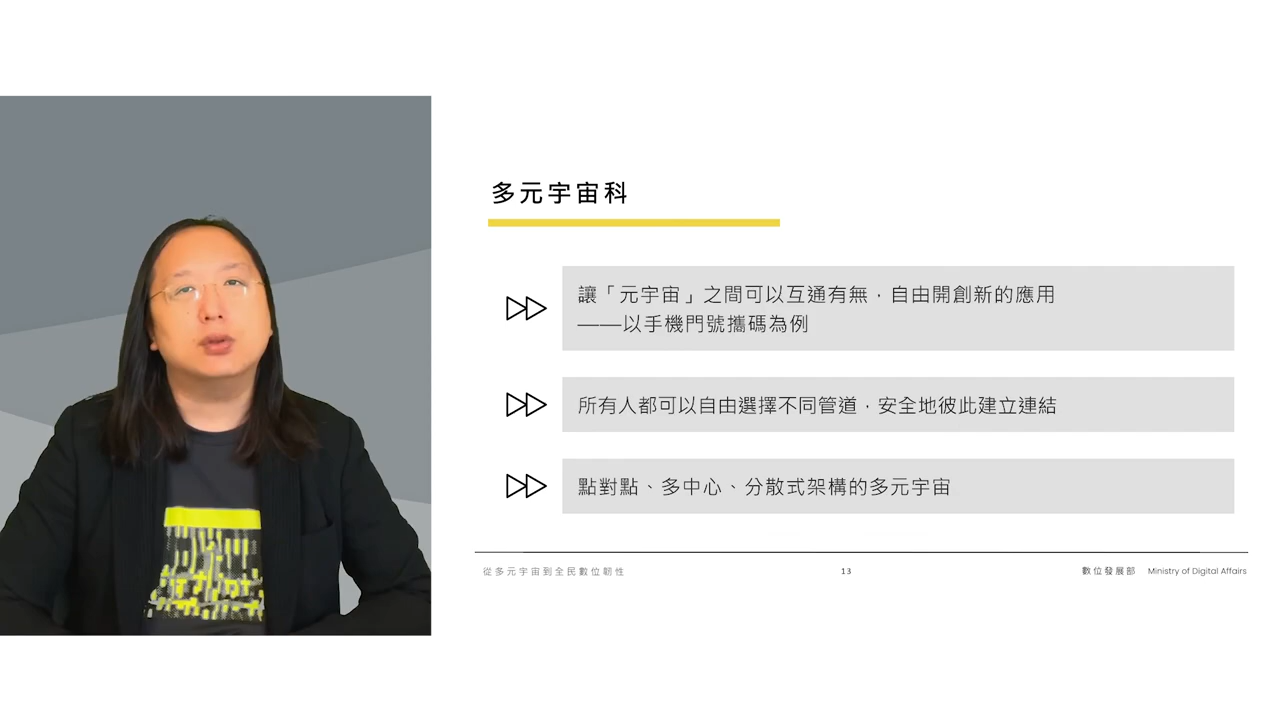 多元宇宙科
讓「元宇宙」之間可以互通有無，自由開創新的應用
——以手機門號攜碼為例
所有人都可以自由選擇不同管道，安全地彼此建立連結
點對點、多中心、分散式架構的多元宇宙
從多元宇宙到全民數位韌性
13
數位發展部 Ministry of Digital Affairs